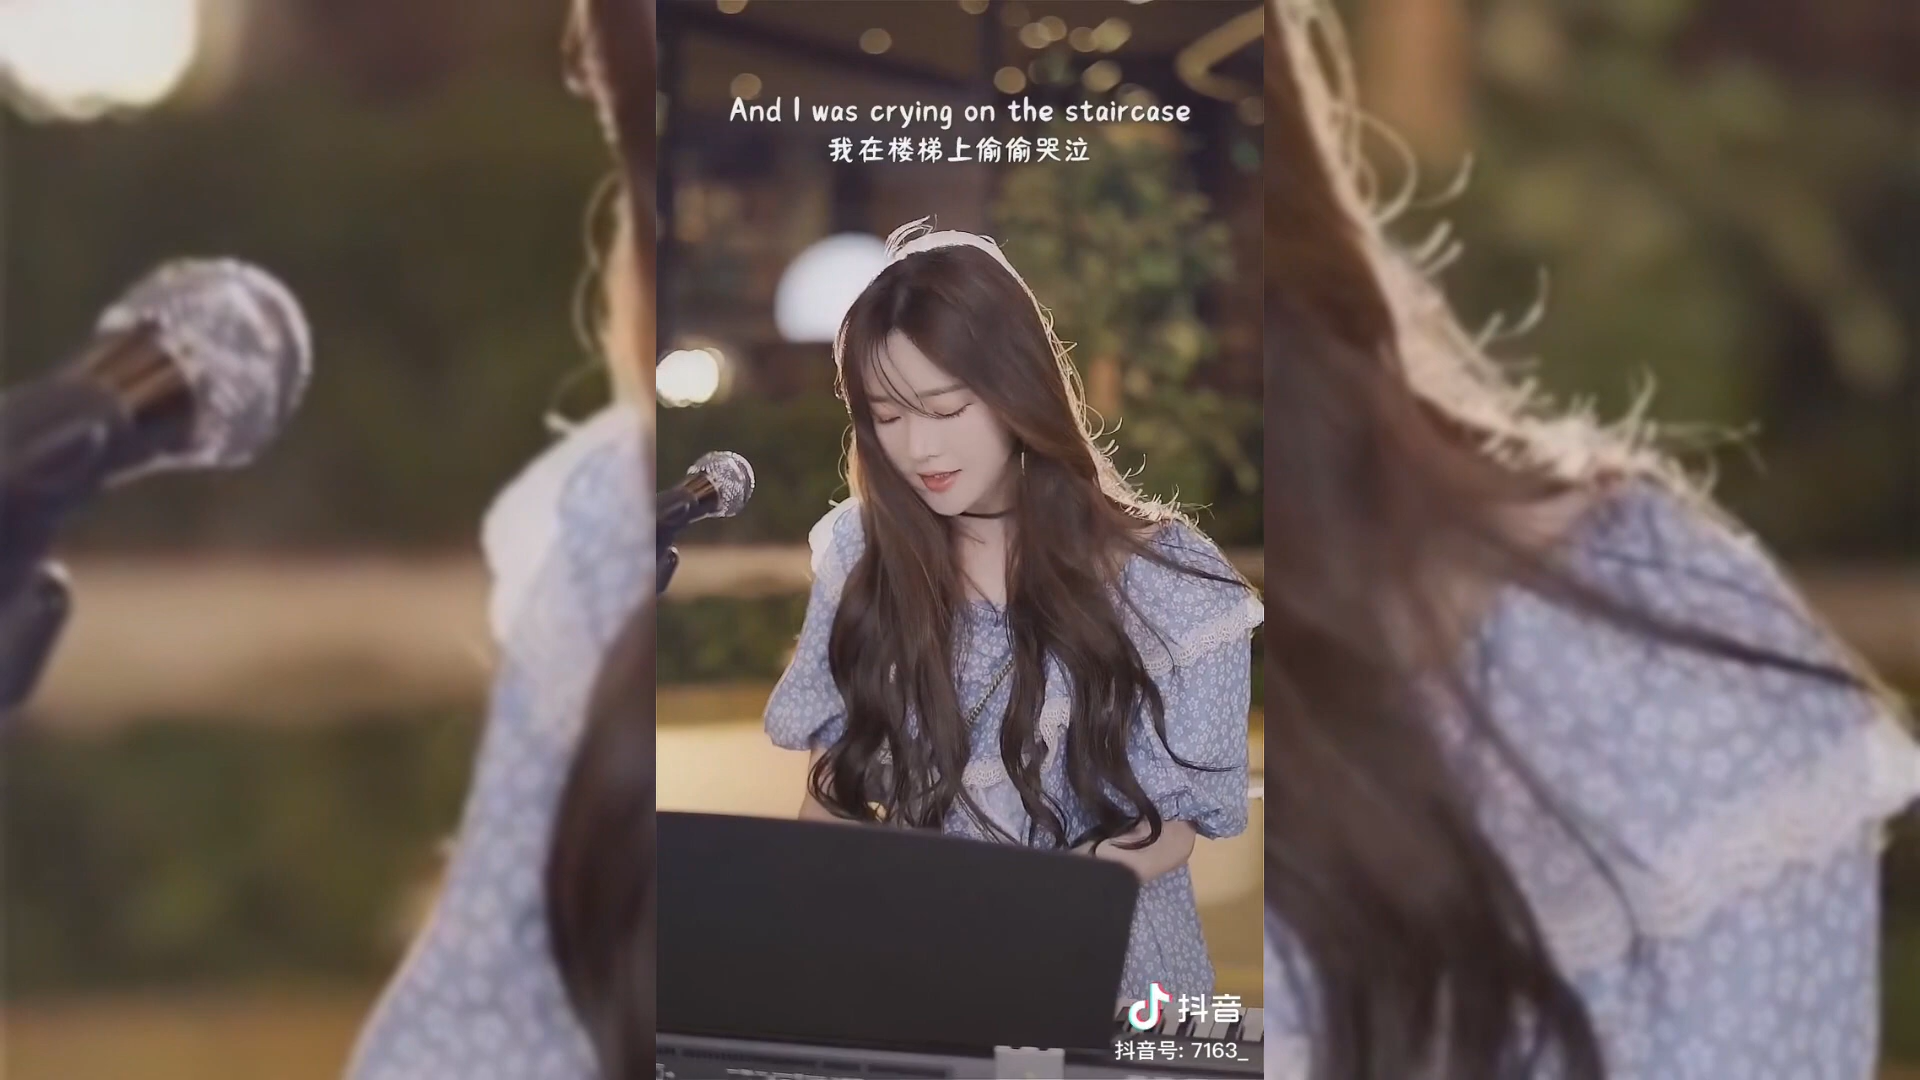 And I was crying on the staircase
我在楼梯上偷偷哭泣
抖音
抖音号: 7163_